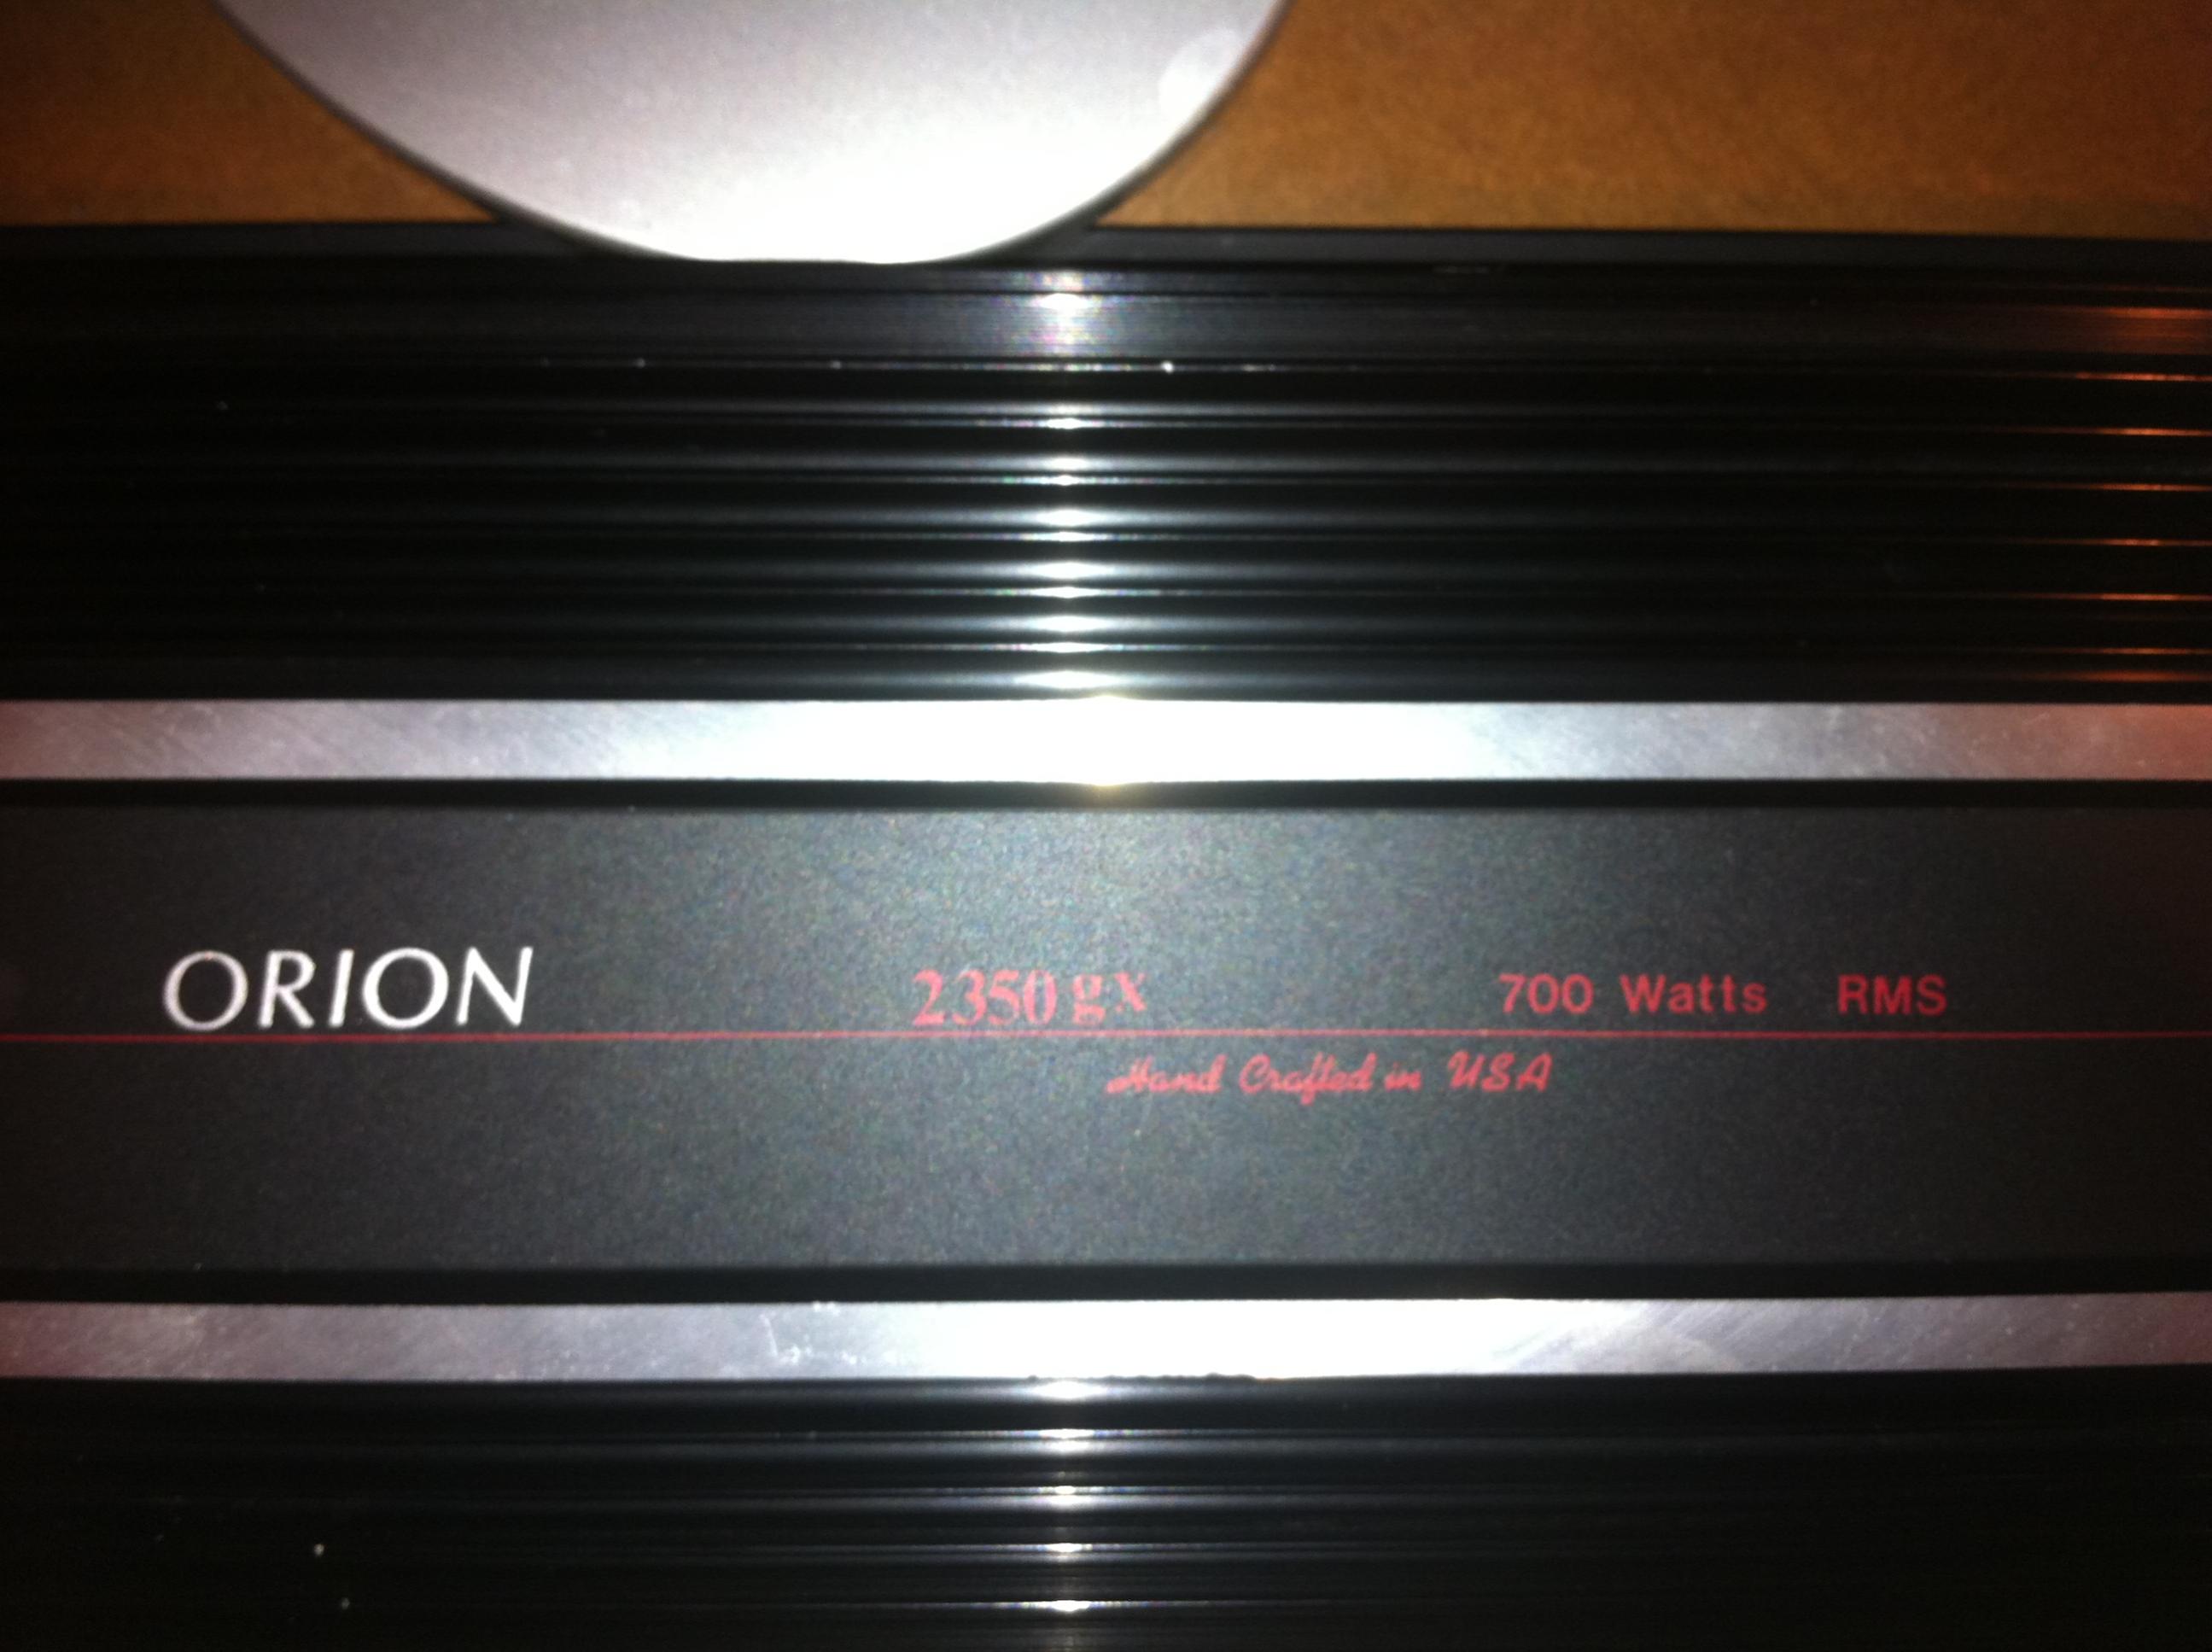 ORION 2350 gx 700 Watts RMS
Hand Crafted in USA